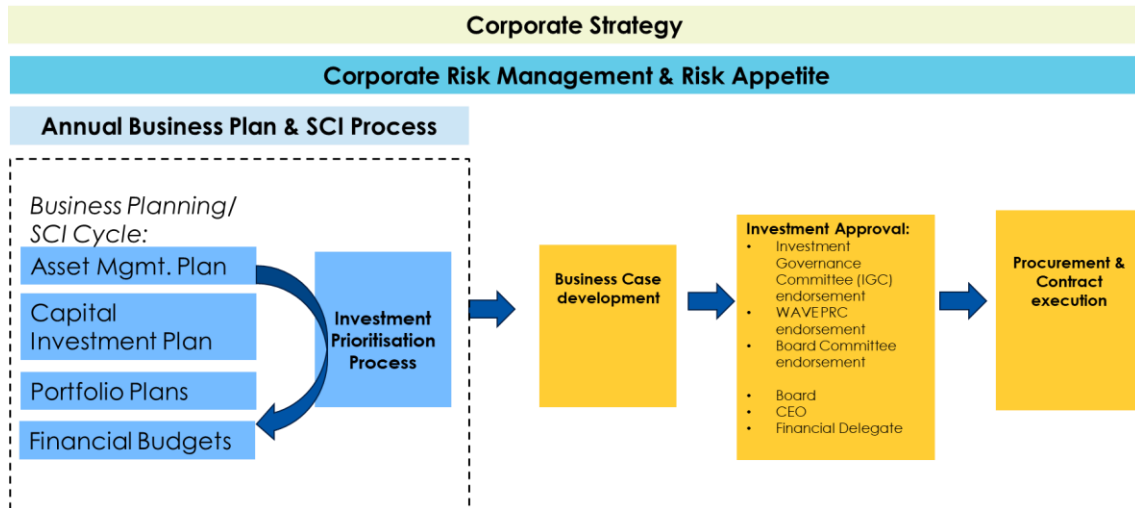 Corporate Strategy
Corporate Risk Management & Risk Appetite
Annual Business Plan & SCI Process
Business Planning/
SCI Cycle:
Asset Mgmt. Plan
Capital
Investment Plan
Portfolio Plans
Financial Budgets
Investment
Prioritisation
Process
Business Case
development
Investment Approval:
• Investment
Governance
Committee (IGC)
endorsement
• WAVE PRC
endorsement
• Board Committee
endorsement
• Board
• CEO
• Financial Delegate
Procurement &
Contract
execution